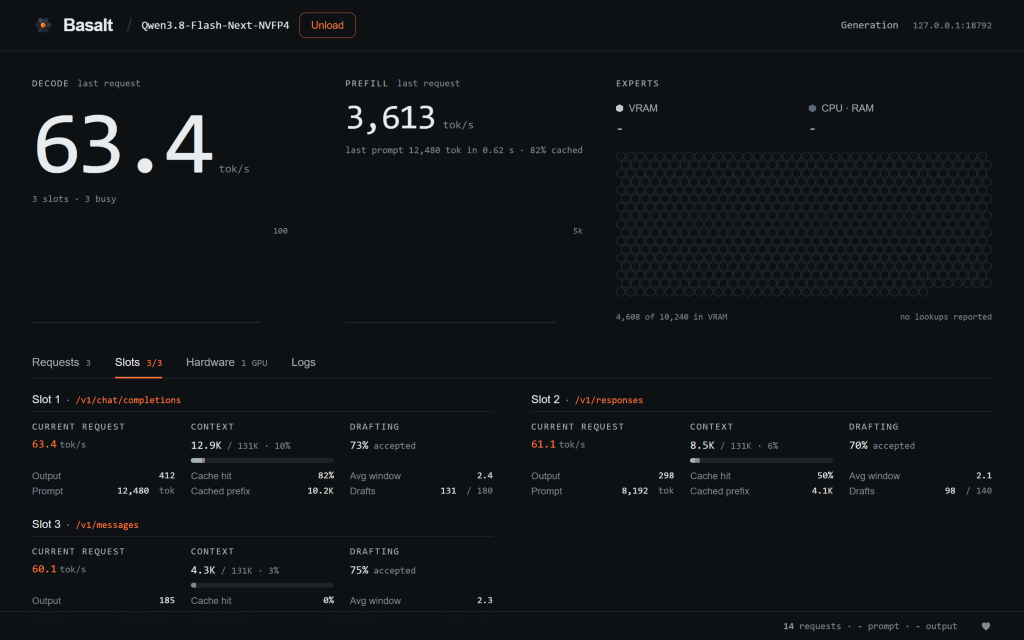 Basalt / Qwen3.8-Flash-Next-NVFP4 Unload
Generation 127.0.0.1:18792
DECODE last request
63.4 tok/s
3 slots · 3 busy
100
PREFILL last request
3,613 tok/s
last prompt 12,480 tok in 0.62 s · 82% cached
5k
EXPERTS
VRAM
-
CPU · RAM
-
4,608 of 10,240 in VRAM
no lookups reported
Requests 3 Slots 3/3 Hardware 1 GPU Logs
Slot 1 · /v1/chat/completions
CURRENT REQUEST CONTEXT DRAFTING
63.4 tok/s 12.9K / 131K · 10% 73% accepted
Output 412 Cache hit 82% Avg window 2.4
Prompt 12,480 tok Cached prefix 10.2K Drafts 131 / 180
Slot 2 · /v1/responses
CURRENT REQUEST CONTEXT DRAFTING
61.1 tok/s 8.5K / 131K · 6% 70% accepted
Output 298 Cache hit 50% Avg window 2.1
Prompt 8,192 tok Cached prefix 4.1K Drafts 98 / 140
Slot 3 · /v1/messages
CURRENT REQUEST CONTEXT DRAFTING
60.1 tok/s 4.3K / 131K · 3% 75% accepted
Output 185 Cache hit 0% Avg window 2.3
14 requests · - prompt · - output